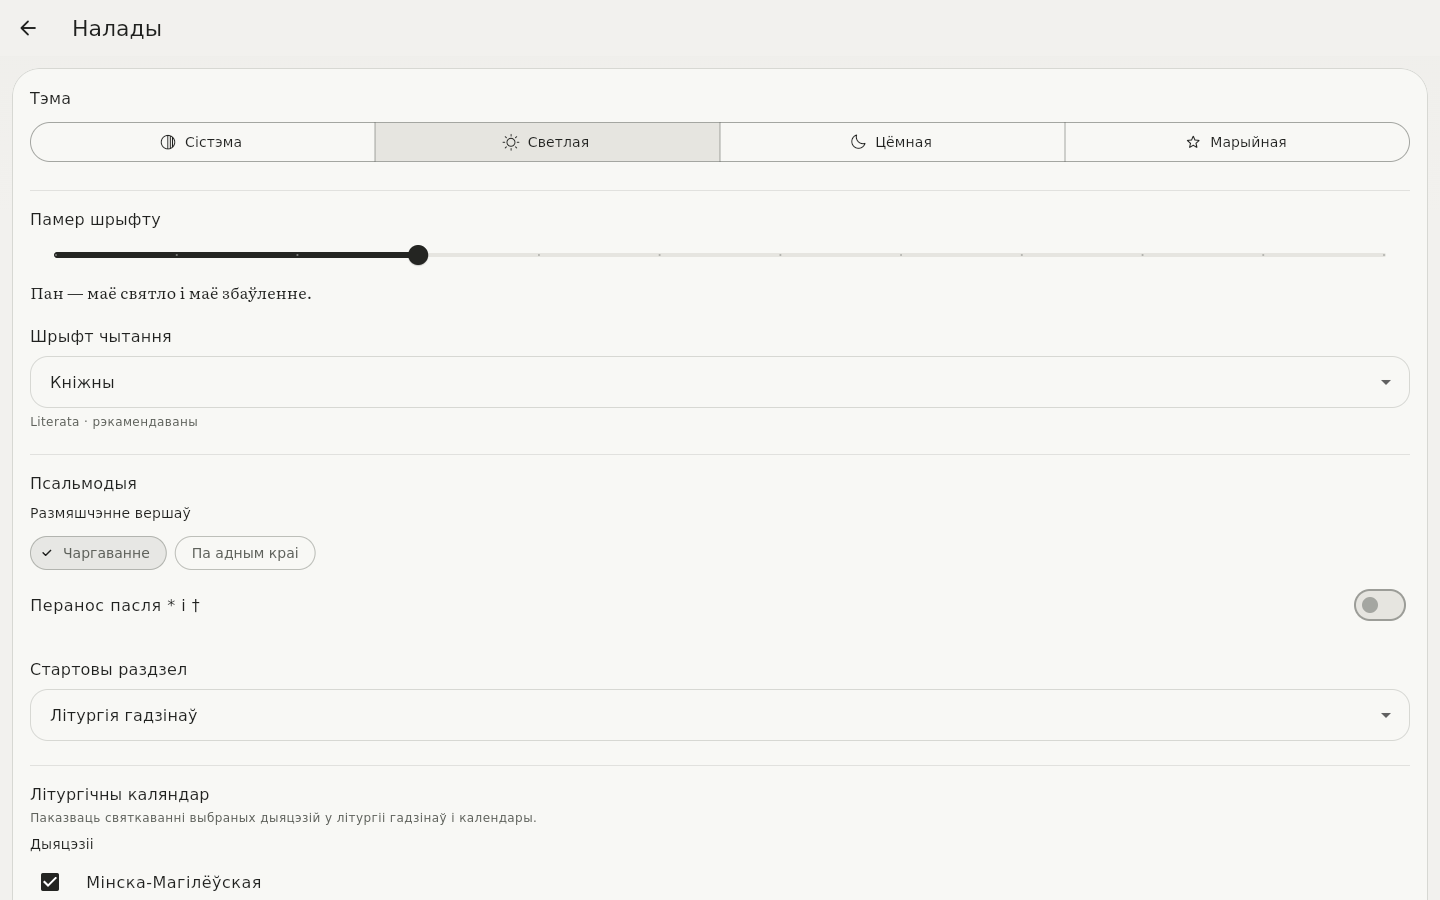 Налады
Тэма
Сістэма
Светлая
Цёмная
Марыйная
Памер шрыфту
Пан — маё святло і маё збаўленне.
Шрыфт чытання
Кніжны
Literata · рэкамендаваны
Псальмодыя
Размяшчэнне вершаў
Чаргаванне
Па адным краі
Перанос пасля * і †
Стартовы раздзел
Літургія гадзінаў
Літургічны каляндар
Паказваць святкаванні выбраных дыяцэзій у літургіі гадзінаў і календары.
Дыяцэзіі
Мінска-Магілёўская